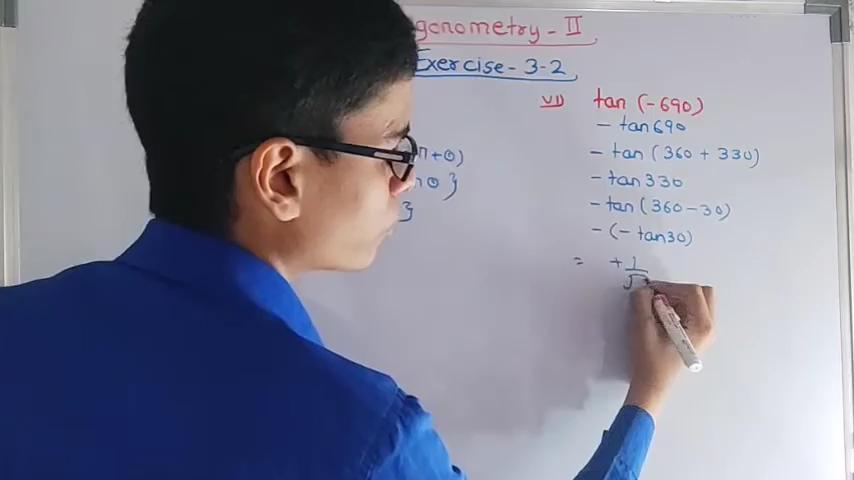 gonometry - II
Exercise - 3.2
π + θ)
θ }
}
VI) tan (-690)
- tan 690
- tan (360 + 330)
- tan 330
- tan (360 - 30)
- (- tan 30)
= + 1/√